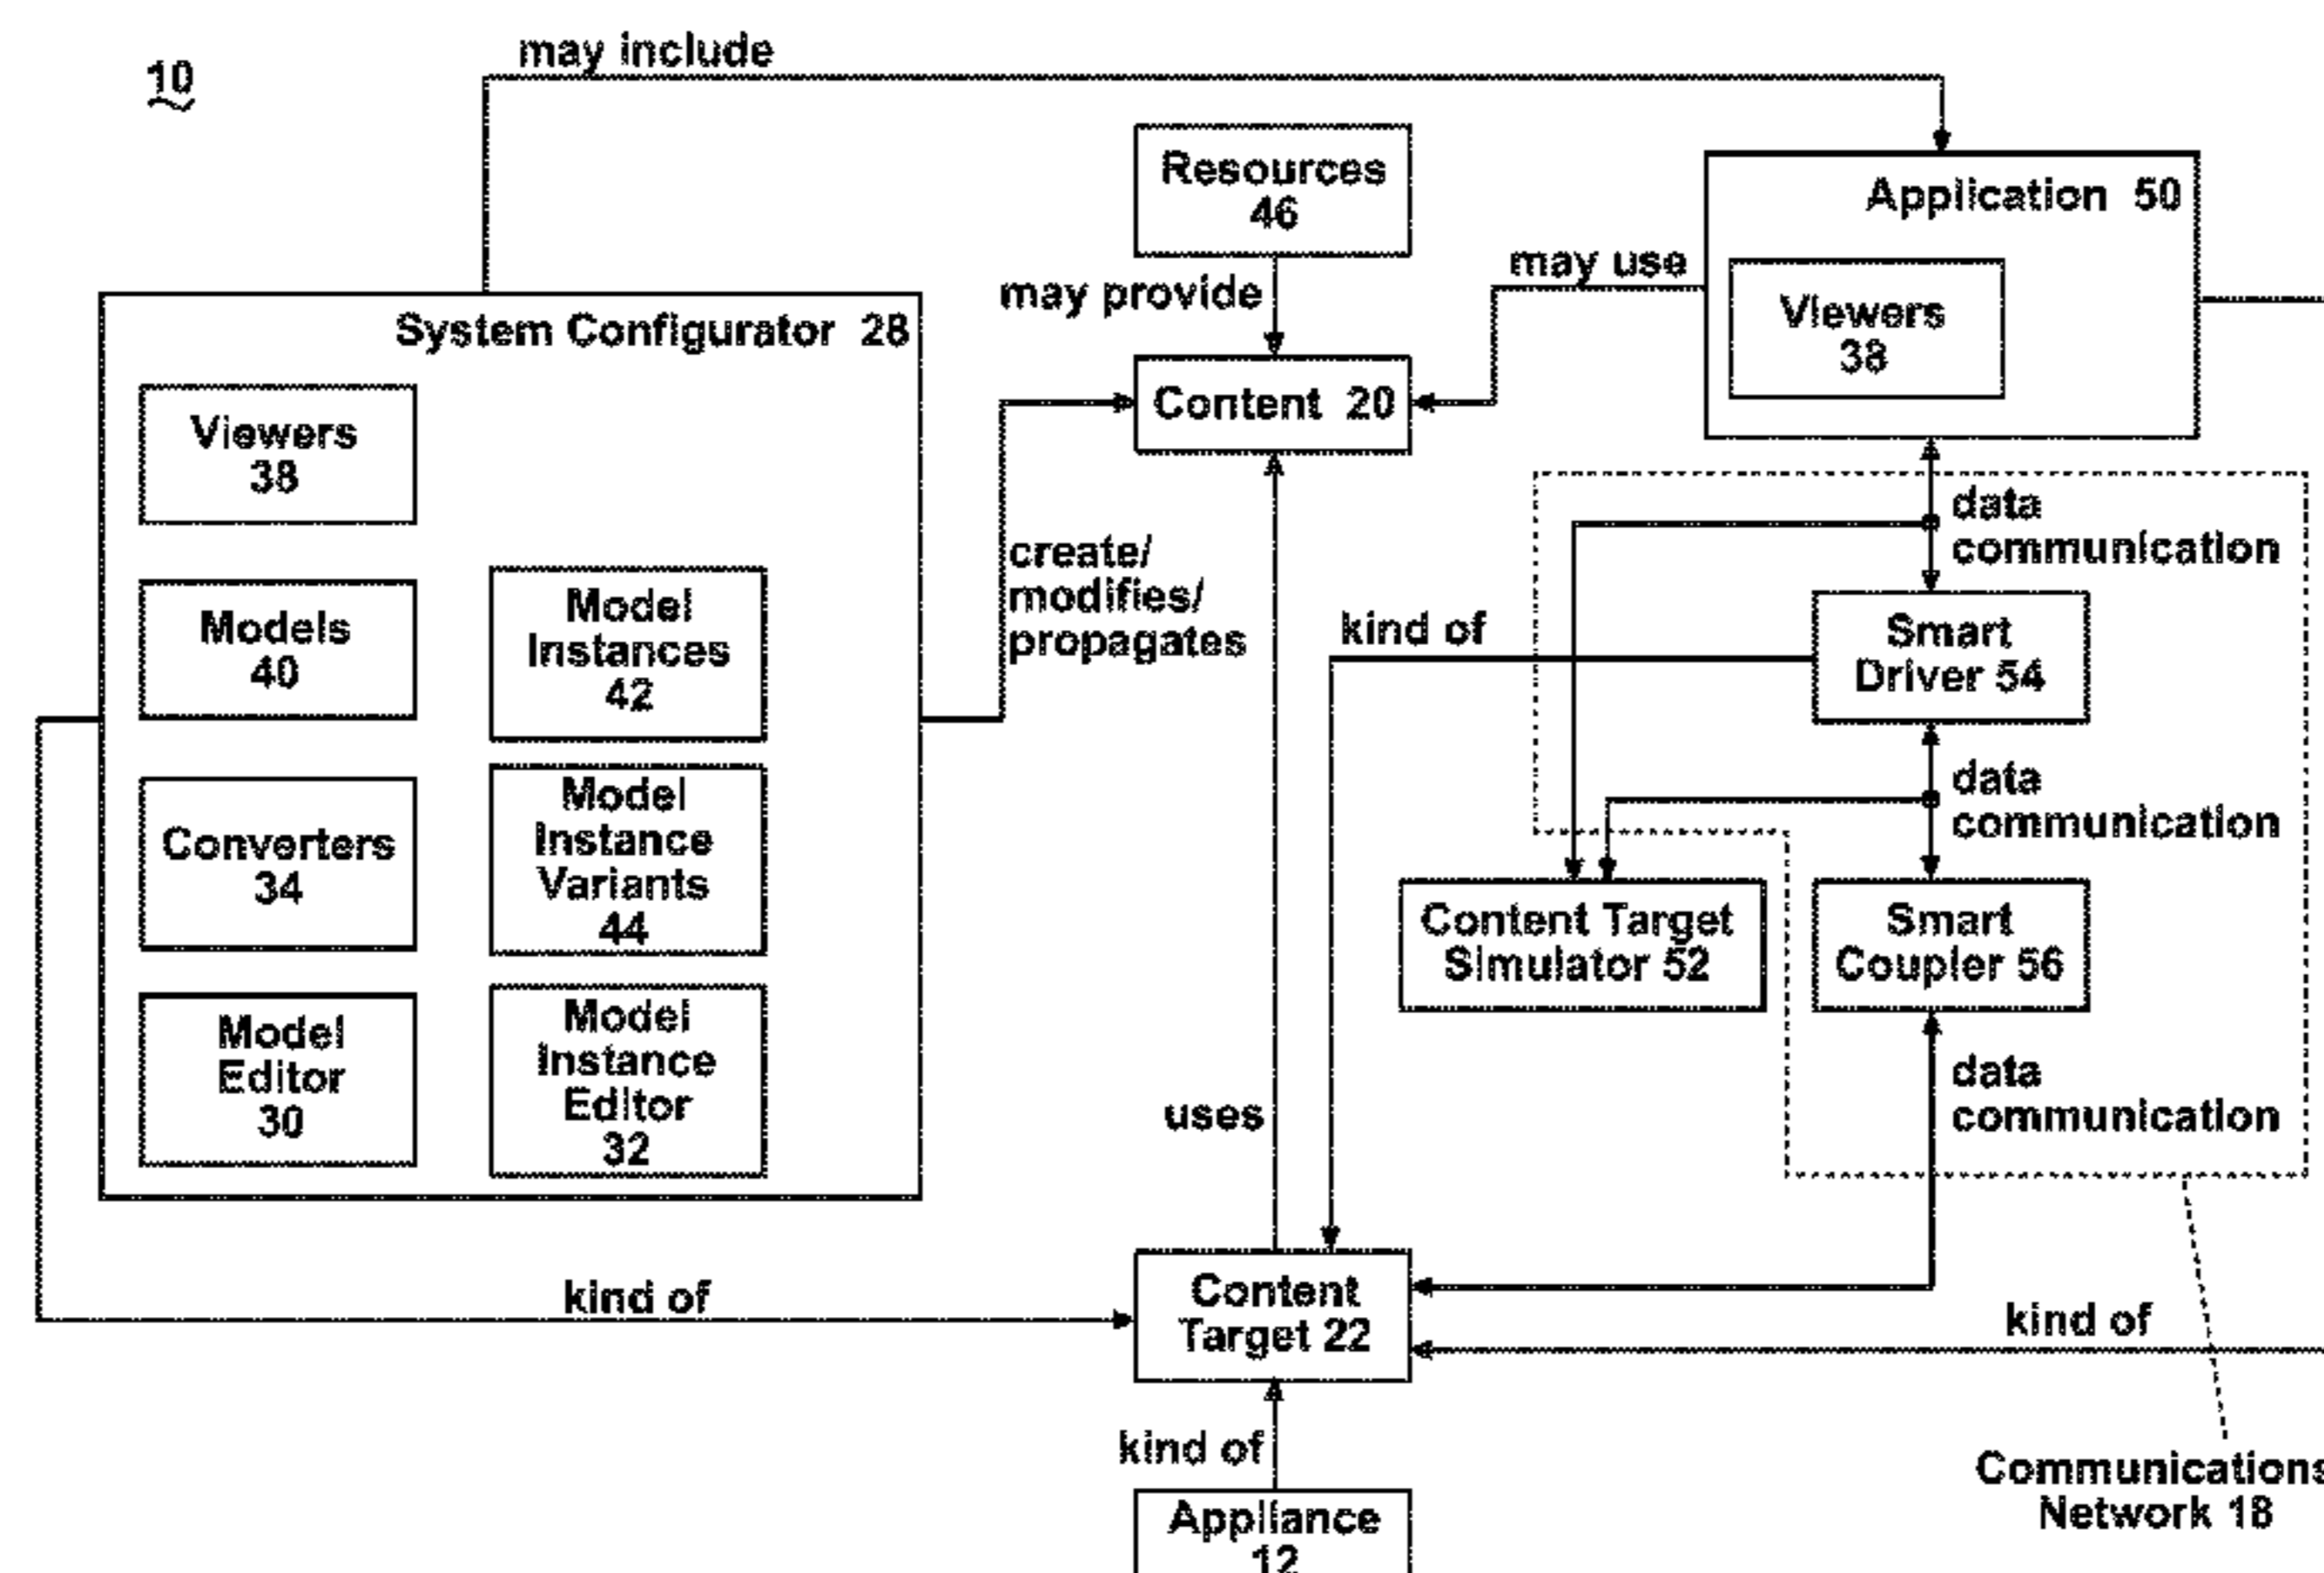 10
may include
Resources
46
Application 50
may use
Viewers
38
may provide
System Configurator 28
Content 20
Viewers
38
data
communication
create/
modifies/
propagates
Models
40
Model
Instances
42
kind of
Smart
Driver 54
data
communication
Converters
34
Model
Instance
Variants
44
Content Target
Simulator 52
Smart
Coupler 56
Model
Editor
30
Model
Instance
Editor
32
uses
data
communication
kind of
Content
Target 22
kind of
kind of
Communications
Network 18
Appliance
12